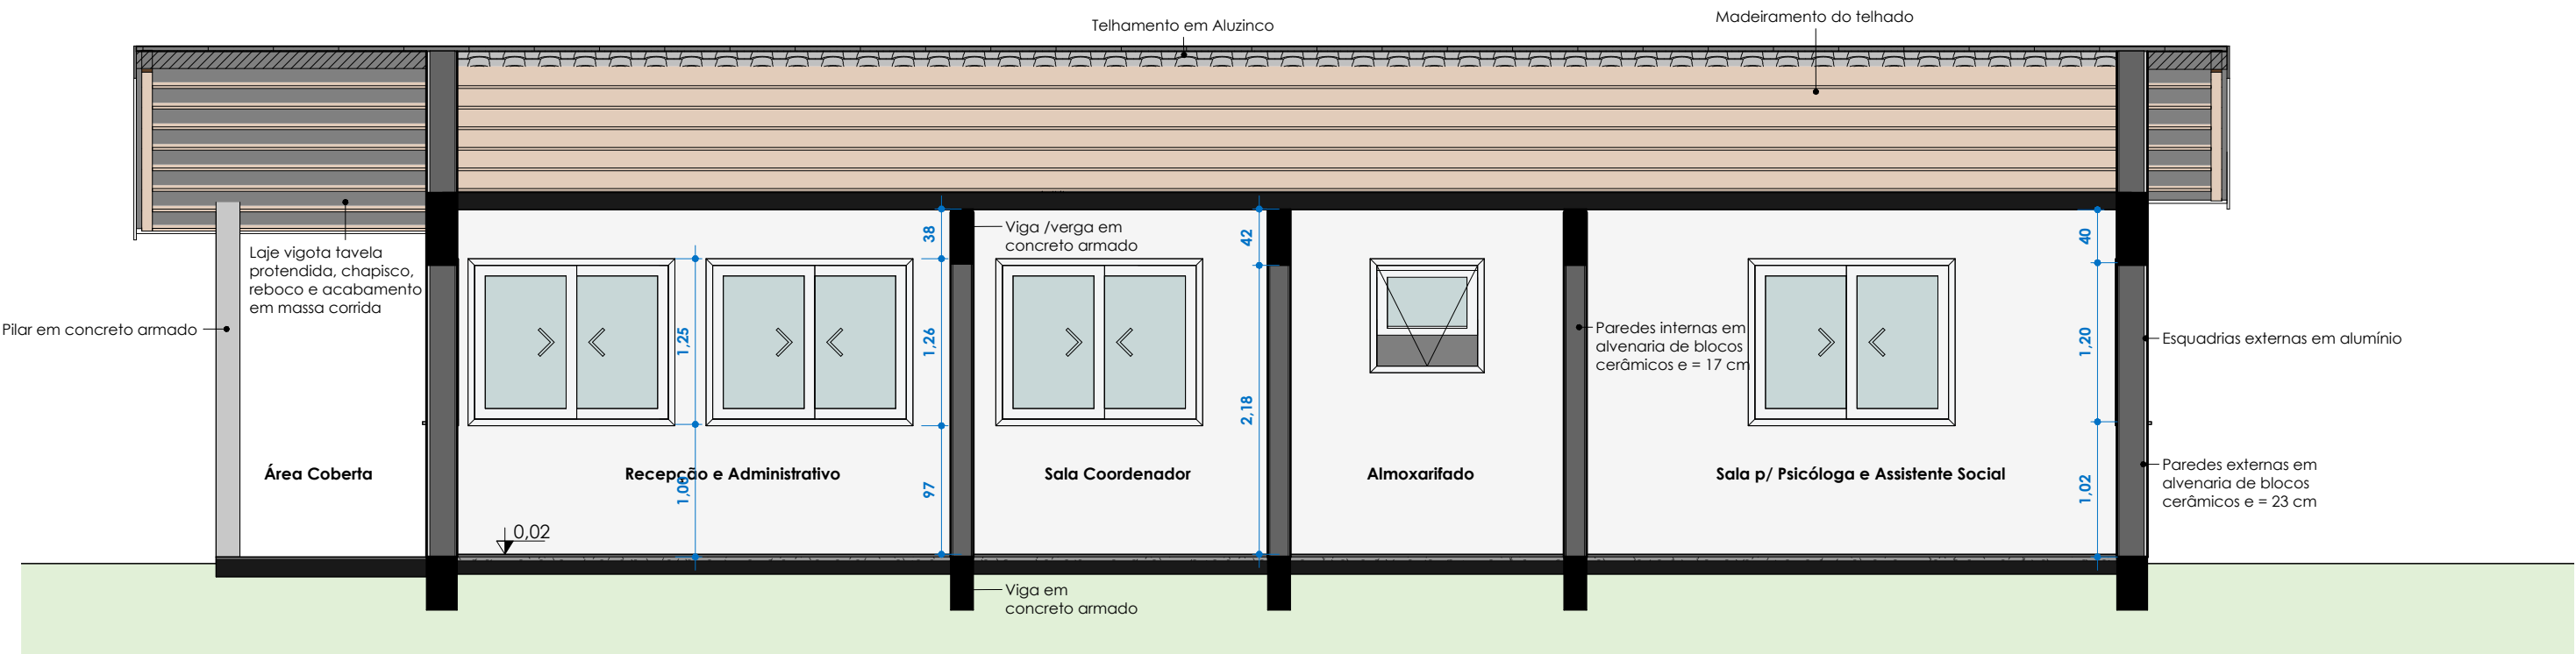 Telhamento em Aluzinco
Madeiramento do telhado
Laje vigota tavela
protendida, chapisco,
reboco e acabamento
em massa corrida
Pilar em concreto armado
Viga /verga em
concreto armado
38
42
40
1,25
1,26
2,18
1,20
Paredes internas em
alvenaria de blocos
cerâmicos e = 17 cm
Esquadrias externas em alumínio
Área Coberta
Recepção e Administrativo
Sala Coordenador
Almoxarifado
Sala p/ Psicóloga e Assistente Social
1,00
97
1,02
Paredes externas em
alvenaria de blocos
cerâmicos e = 23 cm
0,02
Viga em
concreto armado